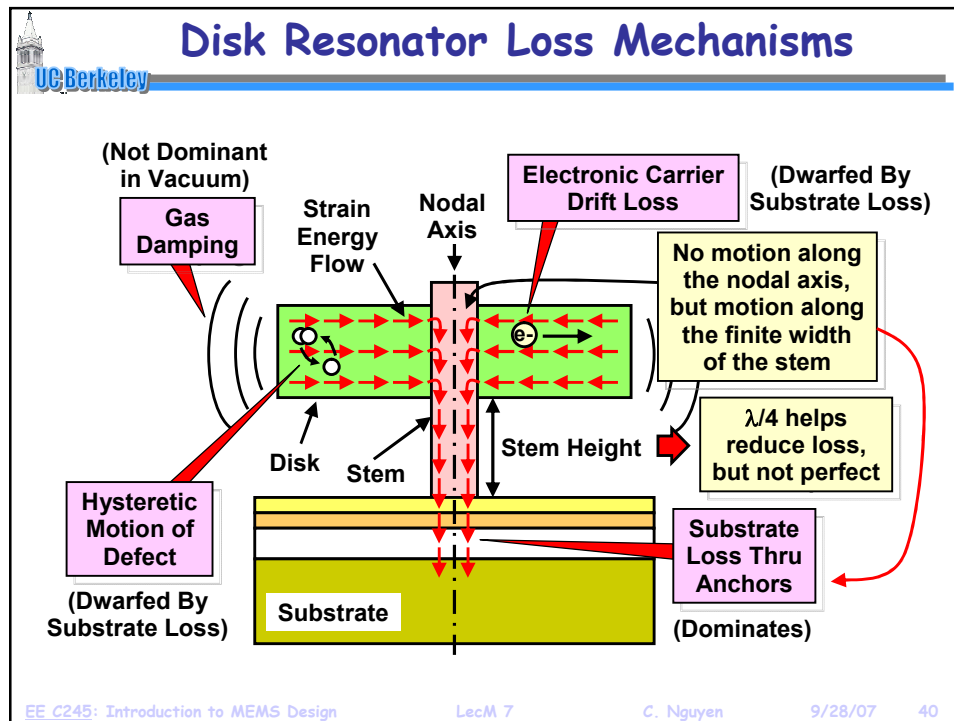 Disk Resonator Loss Mechanisms
UC Berkeley
(Not Dominant
in Vacuum)
Gas
Damping
Strain
Energy
Flow
Nodal
Axis
Electronic Carrier
Drift Loss
(Dwarfed By
Substrate Loss)
No motion along
the nodal axis,
but motion along
the finite width
of the stem
e-
λ/4 helps
reduce loss,
but not perfect
Stem Height
Disk
Stem
Hysteretic
Motion of
Defect
(Dwarfed By
Substrate Loss)
Substrate
Loss Thru
Anchors
(Dominates)
Substrate
EE C245: Introduction to MEMS Design LecM 7 C. Nguyen 9/28/07 40